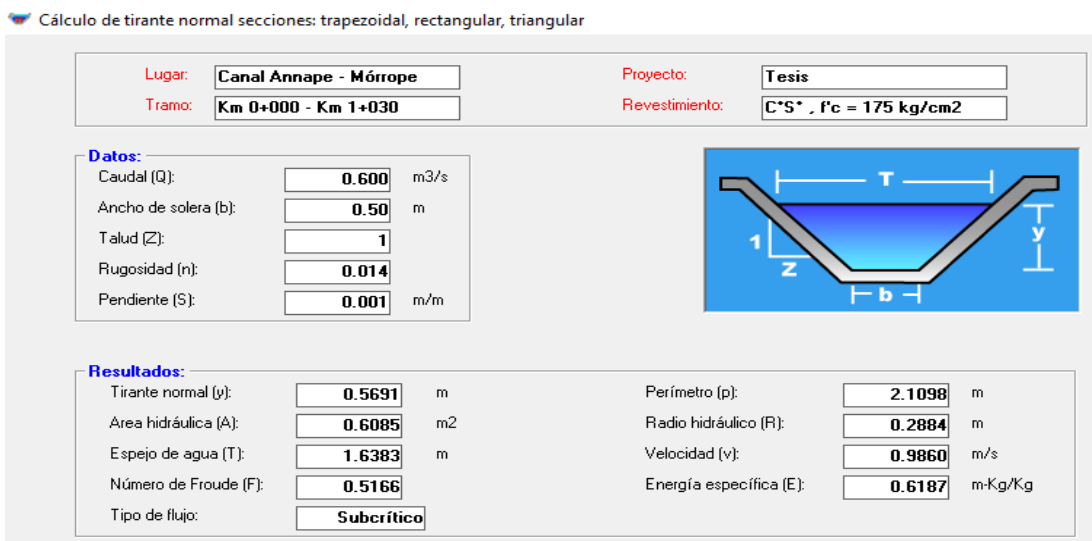 Cálculo de tirante normal secciones: trapezoidal, rectangular, triangular
Lugar: Canal Annape - Mórrope Proyecto: Tesis
Tramo: Km 0+000 - Km 1+030 Revestimiento: C*S* , f'c = 175 kg/cm2
Datos:
Caudal (Q): 0.600 m3/s
Ancho de solera (b): 0.50 m
Talud (Z): 1
Rugosidad (n): 0.014
Pendiente (S): 0.001 m/m
T
y
1
Z
b
Resultados:
Tirante normal (y): 0.5691 m Perímetro (p): 2.1098 m
Area hidráulica (A): 0.6085 m2 Radio hidráulico (R): 0.2884 m
Espejo de agua (T): 1.6383 m Velocidad (v): 0.9860 m/s
Número de Froude (F): 0.5166 Energía específica (E): 0.6187 m-Kg/Kg
Tipo de flujo: Subcrítico